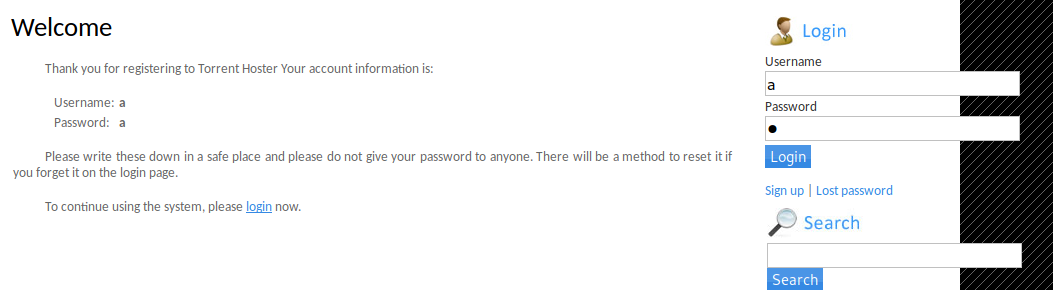 Welcome
Thank you for registering to Torrent Hoster Your account information is:
Username: a
Password: a
Please write these down in a safe place and please do not give your password to anyone. There will be a method to reset it if
you forget it on the login page.
To continue using the system, please login now.
Login
Username
a
Password
●
Login
Sign up | Lost password
Search
Search